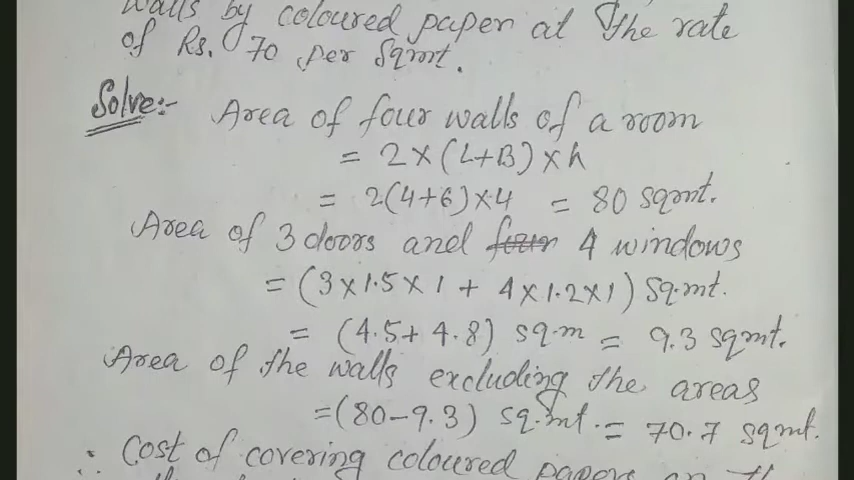 walls by coloured paper at the rate
of Rs. 70 per Sqmt.
Solve:-
Area of four walls of a room
= 2×(L+B)×h
= 2(4+6)×4 = 80 sqmt.
Area of 3 doors and four 4 windows
= (3×1.5×1 + 4×1.2×1) Sq.mt.
= (4.5+4.8) sq.m = 9.3 sqmt.
Area of the walls excluding the areas
=(80-9.3) sq.mt. = 70.7 sqmt.
∴ Cost of covering coloured papers on